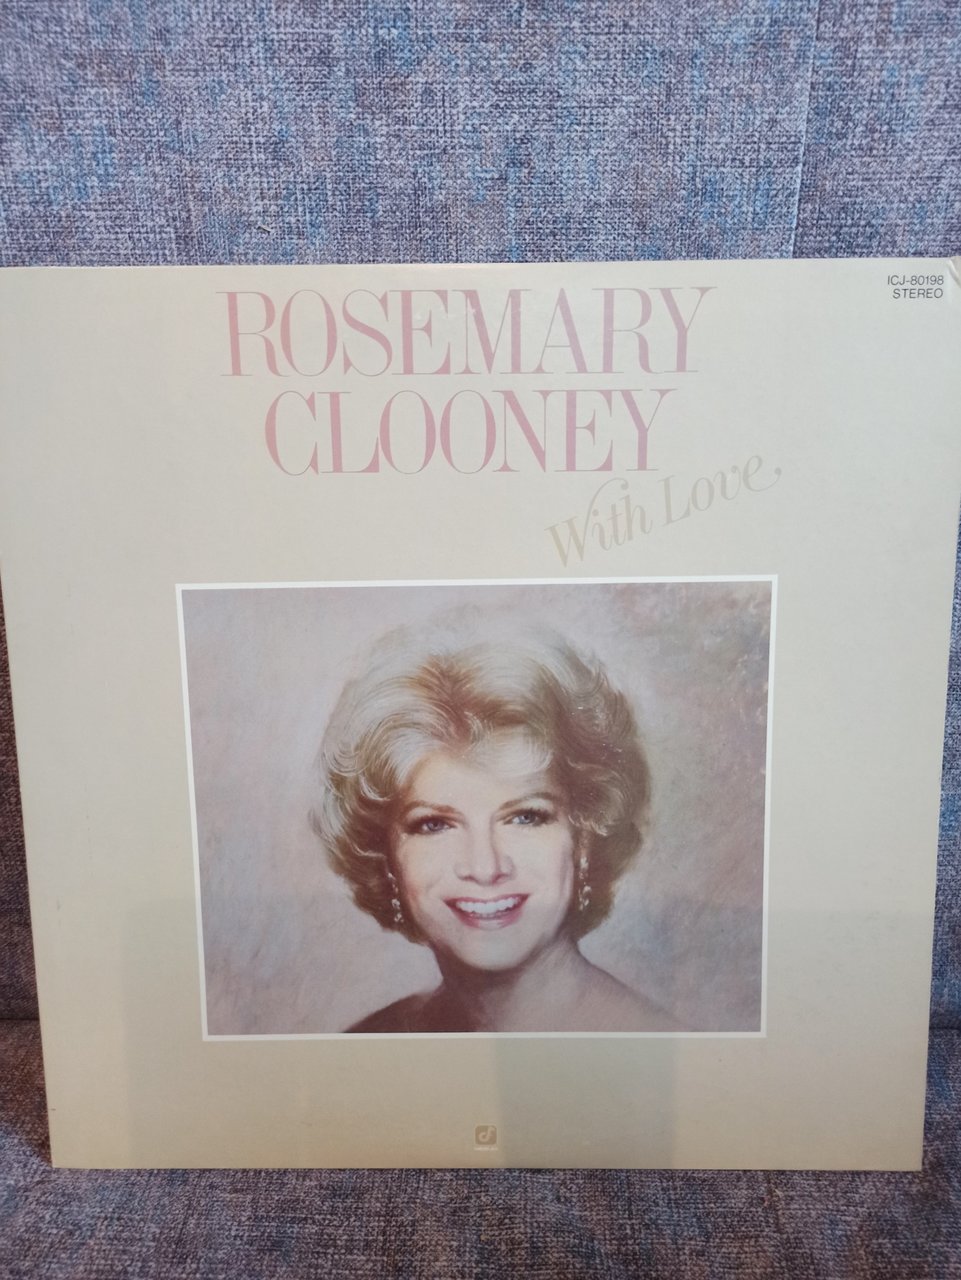 ICJ-80198
STEREO
ROSEMARY
CLOONEY
With Love